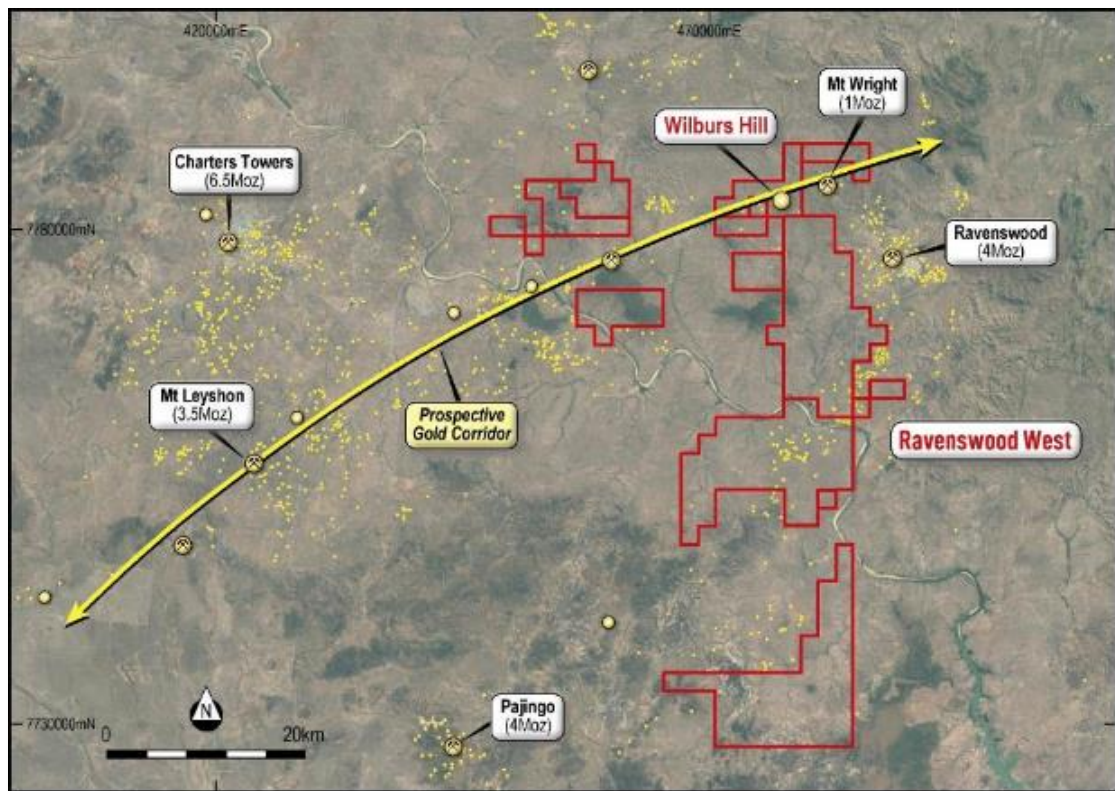 420000mE
470000mE
Mt Wright
(1Moz)
Wilburs Hill
Charters Towers
(6.5Moz)
7780000mN
Ravenswood
(4Moz)
Mt Leyshon
(3.5Moz)
Prospective
Gold Corridor
Ravenswood West
N
Pajingo
(4Moz)
7730000mN
0
20km